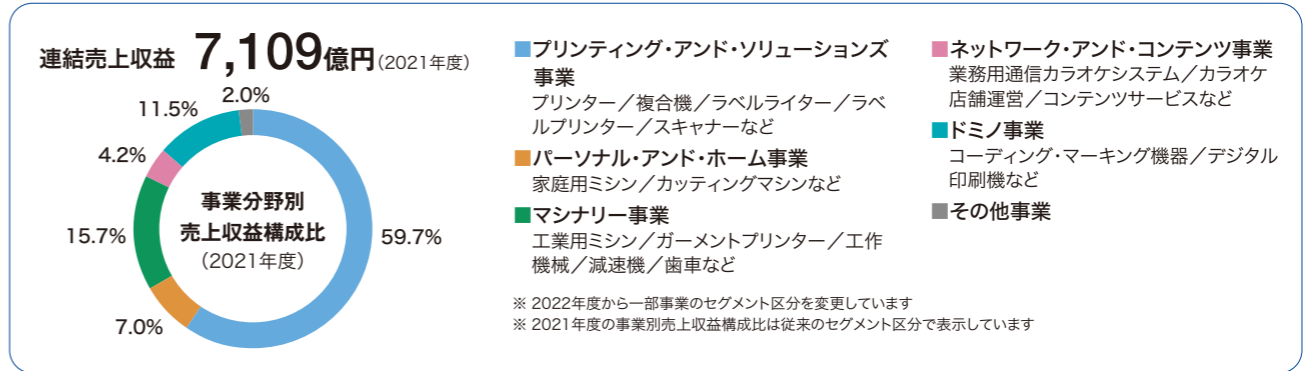 連結売上収益 7,109億円(2021年度)
2.0%
11.5%
4.2%
15.7%
7.0%
59.7%
事業分野別
売上収益構成比
(2021年度)
■プリンティング・アンド・ソリューションズ
事業
プリンター／複合機／ラベルライター／ラベ
ルプリンター／スキャナーなど
■パーソナル・アンド・ホーム事業
家庭用ミシン／カッティングマシンなど
■マシナリー事業
工業用ミシン／ガーメントプリンター／工作
機械／減速機／歯車など
■ネットワーク・アンド・コンテンツ事業
業務用通信カラオケシステム／カラオケ
店舗運営／コンテンツサービスなど
■ドミノ事業
コーディング・マーキング機器／デジタル
印刷機など
■その他事業
※ 2022年度から一部事業のセグメント区分を変更しています
※ 2021年度の事業別売上収益構成比は従来のセグメント区分で表示しています